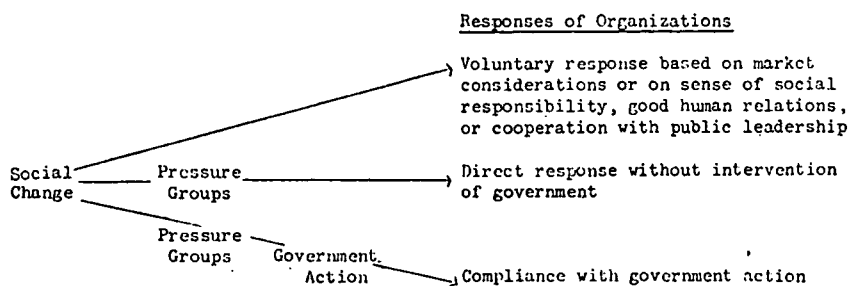 Responses of Organizations
Voluntary response based on market
considerations or on sense of social
responsibility, good human relations,
or cooperation with public leadership
Social
Change
Pressure
Groups
Direct response without intervention
of government
Pressure
Groups
Government
Action
Compliance with government action